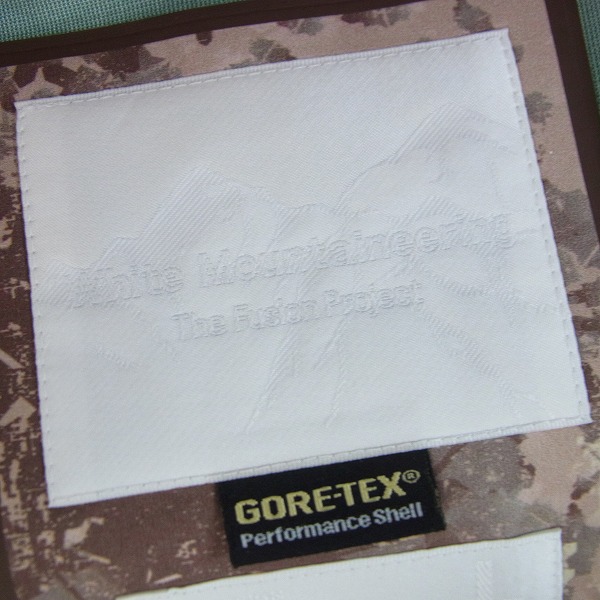 White Mountaineering
The Fusion Project
GORE-TEX®
Performance Shell